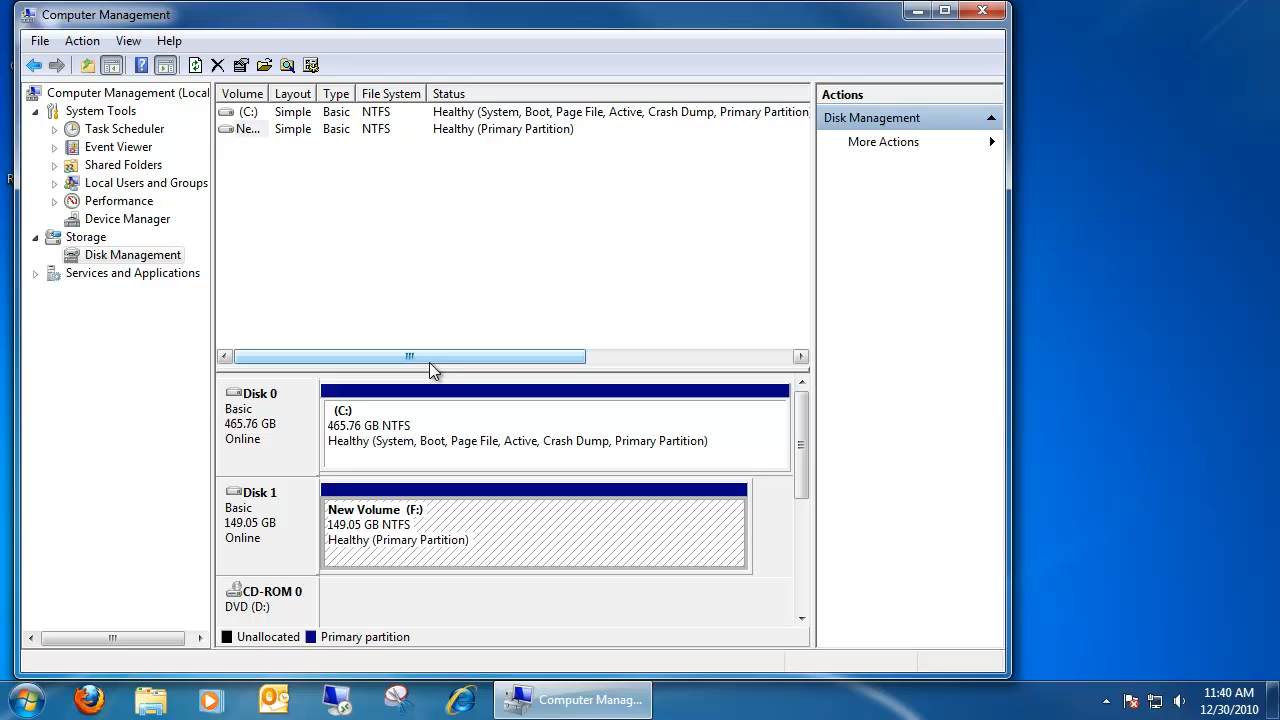 Computer Management
File Action View Help
Computer Management (Local
System Tools
Task Scheduler
Event Viewer
Shared Folders
Local Users and Groups
Performance
Device Manager
Storage
Disk Management
Services and Applications
Volume Layout Type File System Status
(C:) Simple Basic NTFS Healthy (System, Boot, Page File, Active, Crash Dump, Primary Partition
Ne... Simple Basic NTFS Healthy (Primary Partition)
Actions
Disk Management
More Actions
Disk 0
Basic
465.76 GB
Online
(C:)
465.76 GB NTFS
Healthy (System, Boot, Page File, Active, Crash Dump, Primary Partition)
Disk 1
Basic
149.05 GB
Online
New Volume (F:)
149.05 GB NTFS
Healthy (Primary Partition)
CD-ROM 0
DVD (D:)
Unallocated Primary partition
Computer Manag...
11:40 AM
12/30/2010